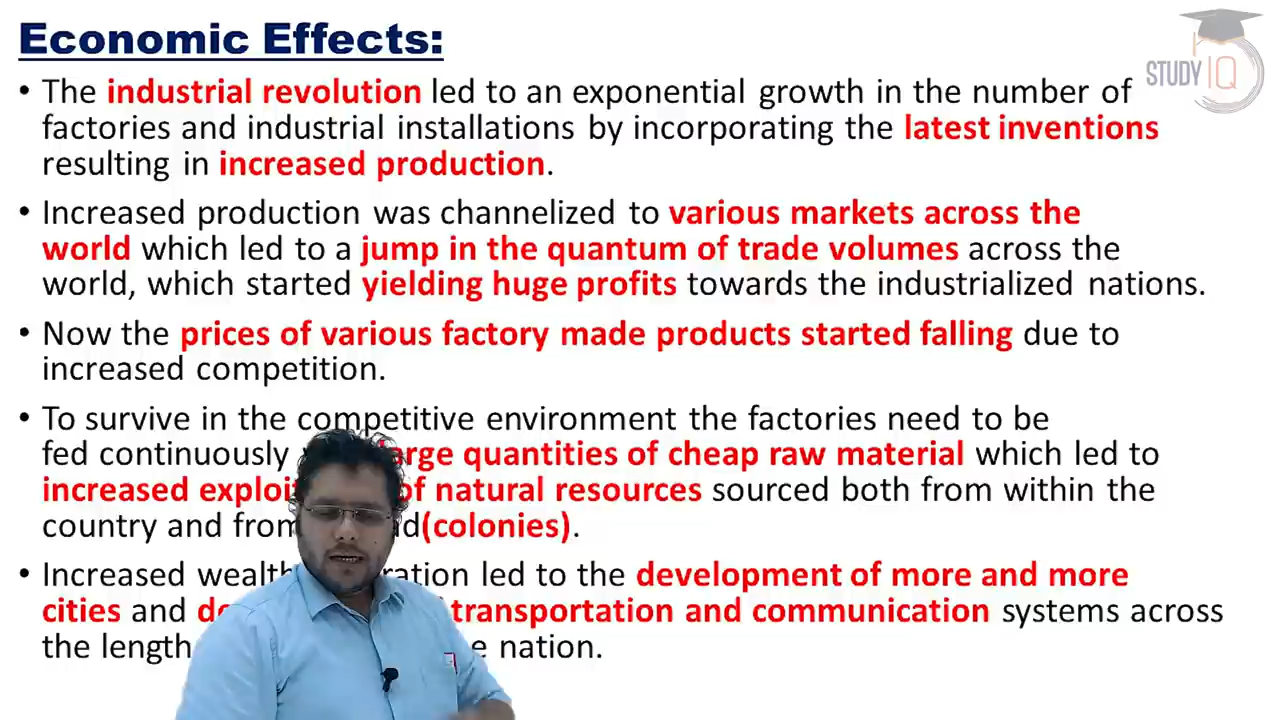 Economic Effects:
STUDY IQ
• The industrial revolution led to an exponential growth in the number of
factories and industrial installations by incorporating the latest inventions
resulting in increased production.
• Increased production was channelized to various markets across the
world which led to a jump in the quantum of trade volumes across the
world, which started yielding huge profits towards the industrialized nations.
• Now the prices of various factory made products started falling due to
increased competition.
• To survive in the competitive environment the factories need to be
fed continuously large quantities of cheap raw material which led to
increased of natural resources sourced both from within the
country and from (colonies).
• Increased wealth led to the development of more and more
cities and transportation and communication systems across
the length nation.